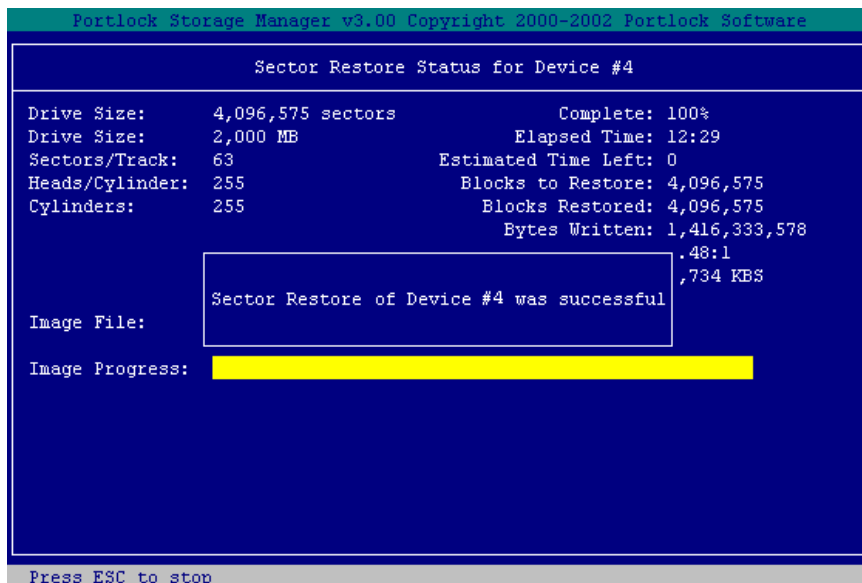 Portlock Storage Manager v3.00 Copyright 2000-2002 Portlock Software
Sector Restore Status for Device #4
Drive Size: 4,096,575 sectors Complete: 100%
Drive Size: 2,000 MB Elapsed Time: 12:29
Sectors/Track: 63 Estimated Time Left: 0
Heads/Cylinder: 255 Blocks to Restore: 4,096,575
Cylinders: 255 Blocks Restored: 4,096,575
Bytes Written: 1,416,333,578
.48:1
,734 KBS
Sector Restore of Device #4 was successful
Image File:
Image Progress:
Press ESC to stop